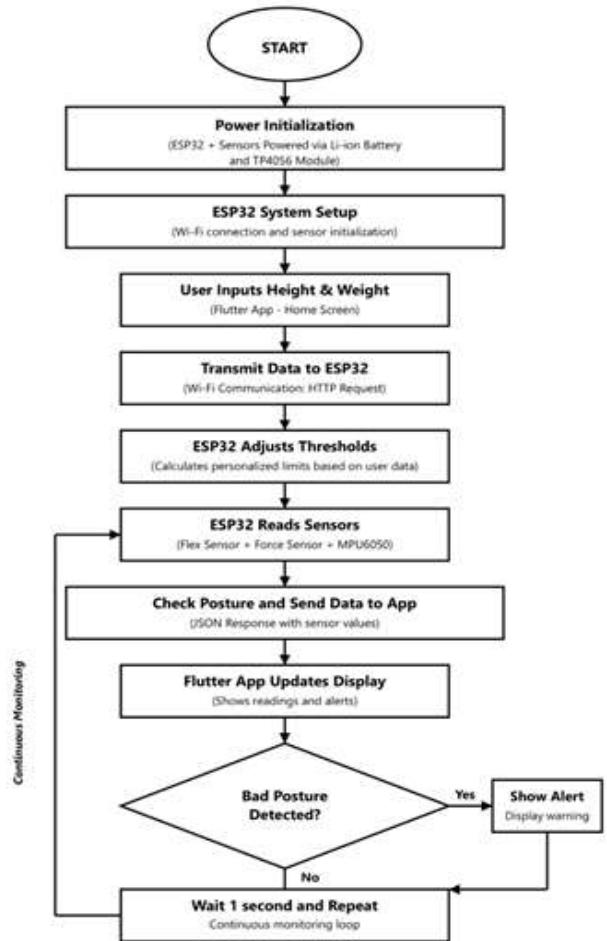 START
Power Initialization
(ESP32 + Sensors Powered via Li-ion Battery
and TP4056 Module)
ESP32 System Setup
(Wi-Fi connection and sensor initialization)
User Inputs Height & Weight
(Flutter App - Home Screen)
Transmit Data to ESP32
(Wi-Fi Communication: HTTP Request)
ESP32 Adjusts Thresholds
(Calculates personalized limits based on user data)
ESP32 Reads Sensors
(Flex Sensor + Force Sensor + MPU6050)
Check Posture and Send Data to App
(JSON Response with sensor values)
Flutter App Updates Display
(Shows readings and alerts)
Continuous Monitoring
Bad Posture
Detected?
Yes
Show Alert
Display warning
No
Wait 1 second and Repeat
Continuous monitoring loop